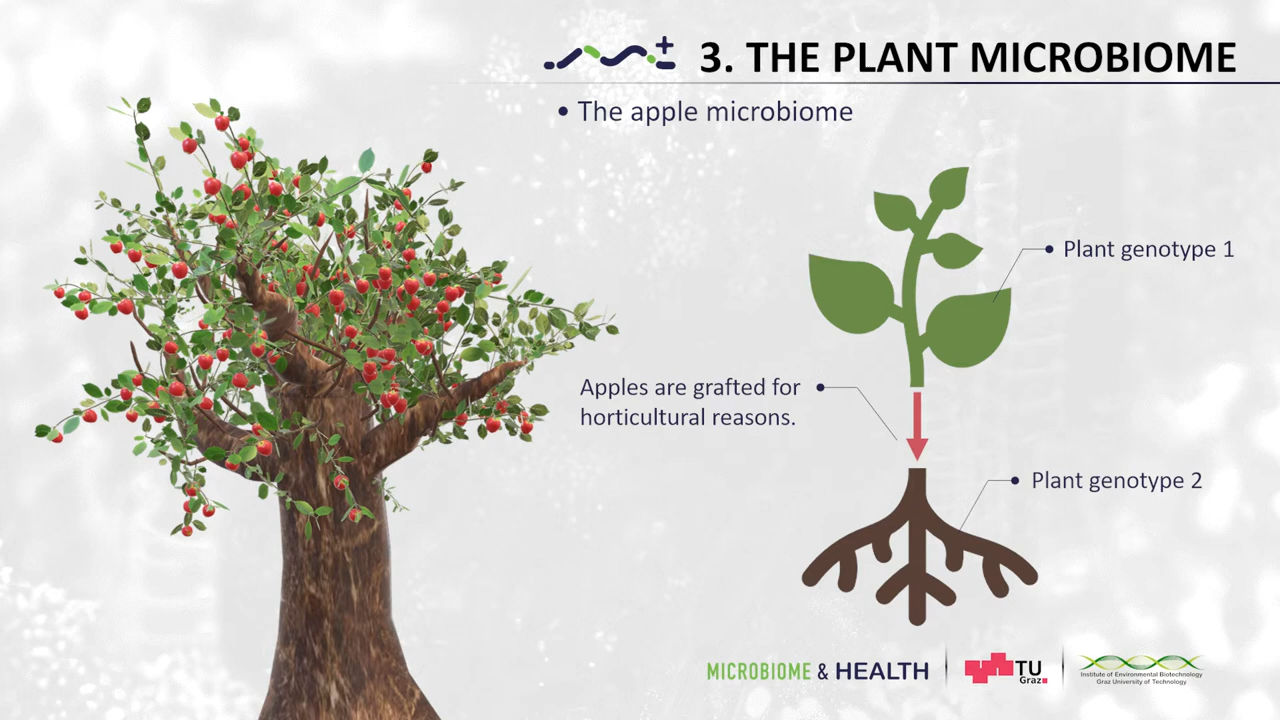 3. THE PLANT MICROBIOME
• The apple microbiome
Plant genotype 1
Apples are grafted for
horticultural reasons.
Plant genotype 2
MICROBIOME & HEALTH
TU
Graz
Institute of Environmental Biotechnology
Graz University of Technology